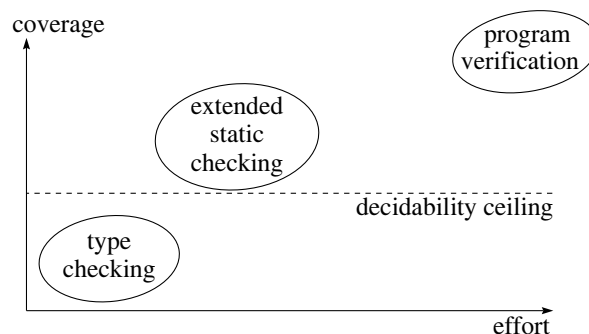 coverage
program
verification
extended
static
checking
decidability ceiling
type
checking
effort